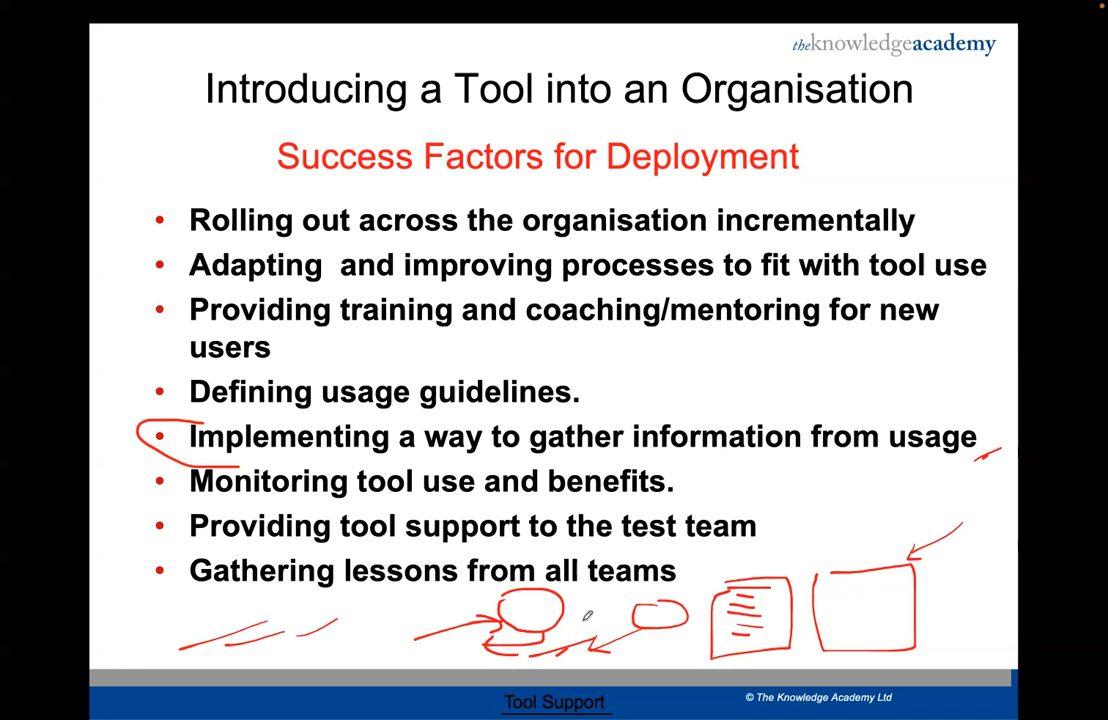 theknowledgeacademy
Introducing a Tool into an Organisation
Success Factors for Deployment
• Rolling out across the organisation incrementally
• Adapting and improving processes to fit with tool use
• Providing training and coaching/mentoring for new
users
• Defining usage guidelines.
• Implementing a way to gather information from usage
• Monitoring tool use and benefits.
• Providing tool support to the test team
• Gathering lessons from all teams
Tool Support
© The Knowledge Academy Ltd